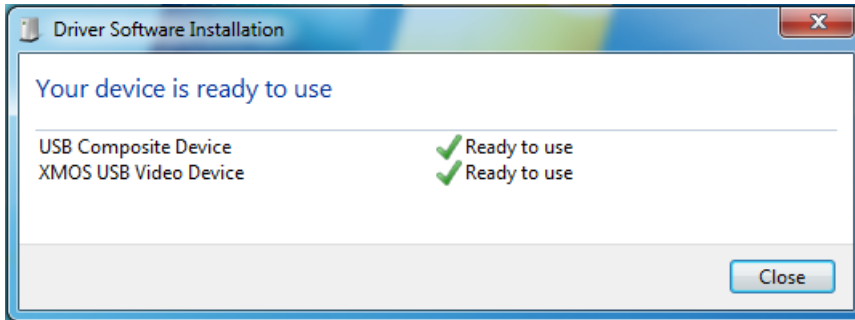 Driver Software Installation
Your device is ready to use
USB Composite Device Ready to use
XMOS USB Video Device Ready to use
Close